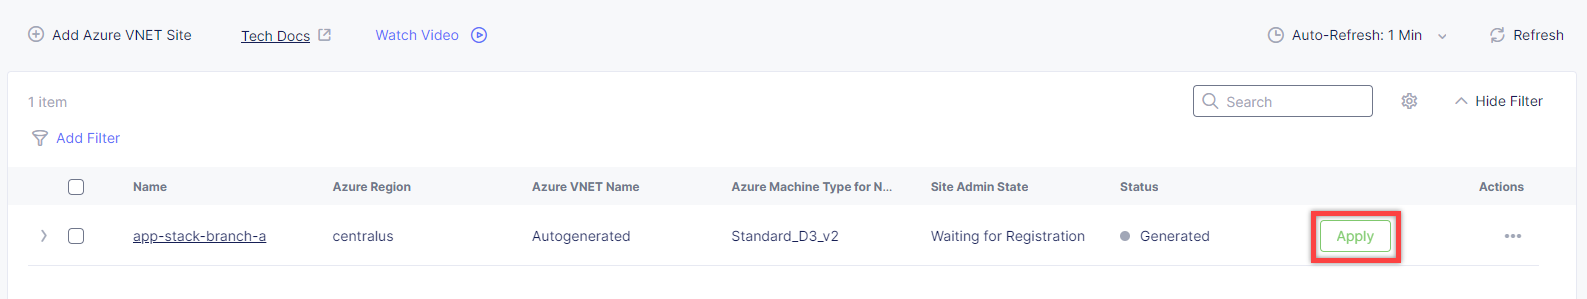 Add Azure VNET Site Tech Docs Watch Video Auto-Refresh: 1 Min Refresh
1 item Search Hide Filter
Add Filter
Name Azure Region Azure VNET Name Azure Machine Type for N... Site Admin State Status Actions
app-stack-branch-a centralus Autogenerated Standard_D3_v2 Waiting for Registration Generated Apply